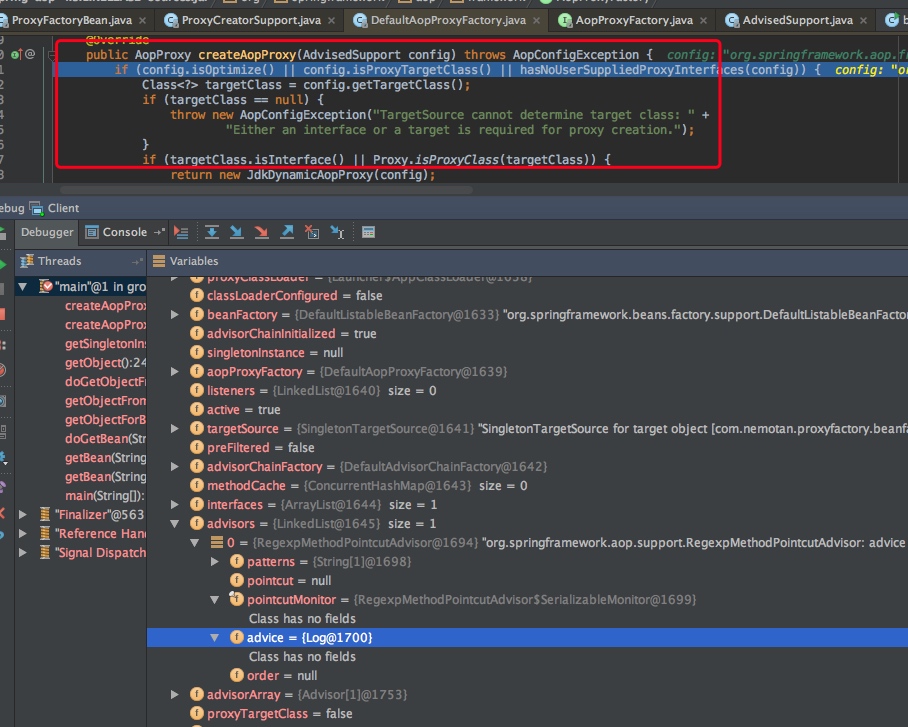 ProxyFactoryBean.java × ProxyCreatorSupport.java × DefaultAopProxyFactory.java × AopProxyFactory.java × AdvisedSupport.java ×
@Override
public AopProxy createAopProxy(AdvisedSupport config) throws AopConfigException { config: "org.springframework.aop.fr
if (config.isOptimize() || config.isProxyTargetClass() || hasNoUserSuppliedProxyInterfaces(config)) { config: "or
Class<?> targetClass = config.getTargetClass();
if (targetClass == null) {
throw new AopConfigException("TargetSource cannot determine target class: " +
"Either an interface or a target is required for proxy creation.");
}
if (targetClass.isInterface() || Proxy.isProxyClass(targetClass)) {
return new JdkDynamicAopProxy(config);
ebug Client
Debugger Console
Threads
"main"@1 in gro
createAopProx
createAopProx
getSingletonIns
getObject():24
doGetObjectFr
getObjectFrom
getObjectForB
doGetBean(Str
getBean(String
getBean(String
main(String[]):
"Finalizer"@563
"Reference Han
"Signal Dispatch
Variables
proxyClassLoader = {Launcher$AppClassLoader@1638}
classLoaderConfigured = false
beanFactory = {DefaultListableBeanFactory@1633} "org.springframework.beans.factory.support.DefaultListableBeanFacto
advisorChainInitialized = true
singletonInstance = null
aopProxyFactory = {DefaultAopProxyFactory@1639}
listeners = {LinkedList@1640} size = 0
active = true
targetSource = {SingletonTargetSource@1641} "SingletonTargetSource for target object [com.nemotan.proxyfactory.beanfa
preFiltered = false
advisorChainFactory = {DefaultAdvisorChainFactory@1642}
methodCache = {ConcurrentHashMap@1643} size = 0
interfaces = {ArrayList@1644} size = 1
advisors = {LinkedList@1645} size = 1
0 = {RegexpMethodPointcutAdvisor@1694} "org.springframework.aop.support.RegexpMethodPointcutAdvisor: advice
patterns = {String[1]@1698}
pointcut = null
pointcutMonitor = {RegexpMethodPointcutAdvisor$SerializableMonitor@1699}
Class has no fields
advice = {Log@1700}
Class has no fields
order = null
advisorArray = {Advisor[1]@1753}
proxyTargetClass = false